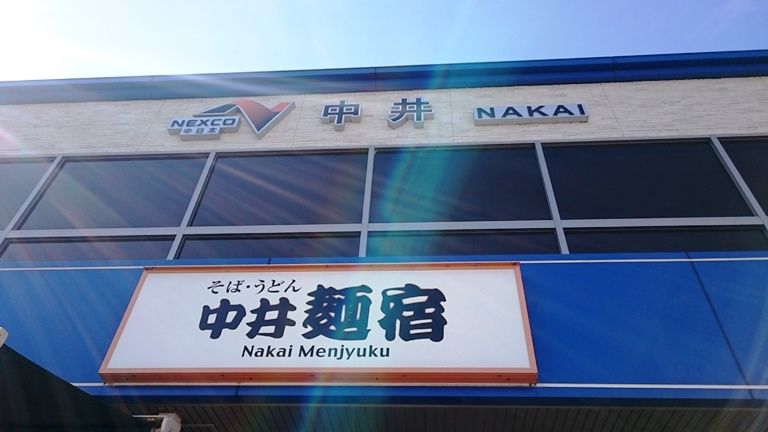 NEXCO
中日本
中井 NAKAI
そば・うどん
中井麺宿
Nakai Menjyuku